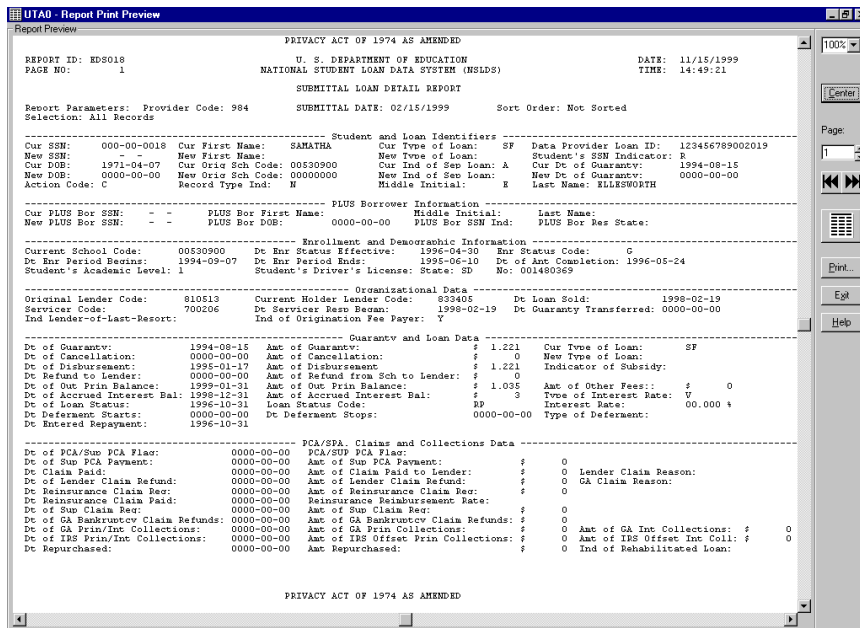 UTA0 - Report Print Preview
Report Preview
PRIVACY ACT OF 1974 AS AMENDED
REPORT ID: EDS018 U. S. DEPARTMENT OF EDUCATION DATE: 11/15/1999
PAGE NO: 1 NATIONAL STUDENT LOAN DATA SYSTEM (NSLDS) TIME: 14:49:21
SUBMITTAL LOAN DETAIL REPORT
Report Parameters: Provider Code: 984 SUBMITTAL DATE: 02/15/1999 Sort Order: Not Sorted
Selection: All Records
Student and Loan Identifiers
Cur SSN: 000-00-0018 Cur First Name: SAMATHA Cur Type of Loan: SF Data Provider Loan ID: 123456789002019
New SSN: - - New First Name: New Type of Loan: Student's SSN Indicator: R
Cur DOB: 1971-04-07 Cur Orig Sch Code: 00530900 Cur Ind of Sep Loan: A Cur Dt of Guaranty: 1994-08-15
New DOB: 0000-00-00 New Orig Sch Code: 00000000 New Ind of Sep Loan: New Dt of Guaranty: 0000-00-00
Action Code: C Record Type Ind: N Middle Initial: E Last Name: ELLESWORTH
PLUS Borrower Information
Cur PLUS Bor SSN: - - PLUS Bor First Name: Middle Initial: Last Name:
New PLUS Bor SSN: - - PLUS Bor DOB: 0000-00-00 PLUS Bor SSN Ind: PLUS Bor Res State:
Enrollment and Demographic Information
Current School Code: 00530900 Dt Enr Status Effective: 1996-04-30 Enr Status Code: G
Dt Enr Period Begins: 1994-09-07 Dt Enr Period Ends: 1995-06-10 Dt of Ant Completion: 1996-05-24
Student's Academic Level: 1 Student's Driver's License: State: SD No: 001480369
Organizational Data
Original Lender Code: 810513 Current Holder Lender Code: 833405 Dt Loan Sold: 1998-02-19
Servicer Code: 700206 Dt Servicer Resp Began: 1998-02-19 Dt Guaranty Transferred: 0000-00-00
Ind Lender-of-Last-Resort: Ind of Origination Fee Payer: Y
Guaranty and Loan Data
Dt of Guaranty: 1994-08-15 Amt of Guaranty: $ 1.221 Cur Type of Loan: SF
Dt of Cancellation: 0000-00-00 Amt of Cancellation: $ 0 New Type of Loan:
Dt of Disbursement: 1995-01-17 Amt of Disbursement $ 1.221 Indicator of Subsidy:
Dt of Refund to Lender: 0000-00-00 Amt of Refund from Sch to Lender: $ 0
Dt of Out Prin Balance: 1999-01-31 Amt of Out Prin Balance: $ 1.035 Amt of Other Fees:: $ 0
Dt of Accrued Interest Bal: 1998-12-31 Amt of Accrued Interest Bal: $ 3 Type of Interest Rate: V
Dt of Loan Status: 1996-10-31 Loan Status Code: RP Interest Rate: 00.000 %
Dt Deferment Starts: 0000-00-00 Dt Deferment Stops: 0000-00-00 Type of Deferment:
Dt Entered Repayment: 1996-10-31
PCA/SPA. Claims and Collections Data
Dt of PCA/Sup PCA Flag: 0000-00-00 PCA/SUP PCA Flag:
Dt of Sup PCA Payment: 0000-00-00 Amt of Sup PCA Payment: $ 0
Dt Claim Paid: 0000-00-00 Amt of Claim Paid to Lender: $ 0 Lender Claim Reason:
Dt of Lender Claim Refund: 0000-00-00 Amt of Lender Claim Refund: $ 0 GA Claim Reason:
Dt Reinsurance Claim Req: 0000-00-00 Amt of Reinsurance Claim Req: $ 0
Dt Reinsurance Claim Paid: 0000-00-00 Reinsurance Reimbursement Rate:
Dt of Sup Claim Req: 0000-00-00 Amt of Sup Claim Req: $ 0
Dt of GA Bankruptcy Claim Refunds: 0000-00-00 Amt of GA Bankruptcy Claim Refunds: $ 0
Dt of GA Prin/Int Collections: 0000-00-00 Amt of GA Prin Collections: $ 0 Amt of GA Int Collections: $ 0
Dt of IRS Prin/Int Collections: 0000-00-00 Amt of IRS Offset Prin Collections: $ 0 Amt of IRS Offset Int Coll: $ 0
Dt Repurchased: 0000-00-00 Amt Repurchased: $ 0 Ind of Rehabilitated Loan:
PRIVACY ACT OF 1974 AS AMENDED
100%
Center
Page:
1
Print...
Exit
Help